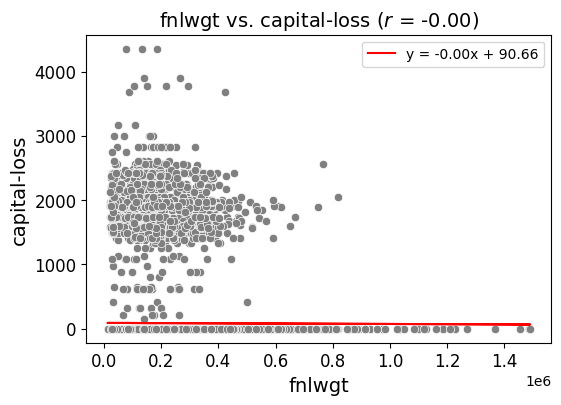 fnlwgt vs. capital-loss (r = -0.00)
y = -0.00x + 90.66
capital-loss
4000
3000
2000
1000
0
0.0 0.2 0.4 0.6 0.8 1.0 1.2 1.4
1e6
fnlwgt